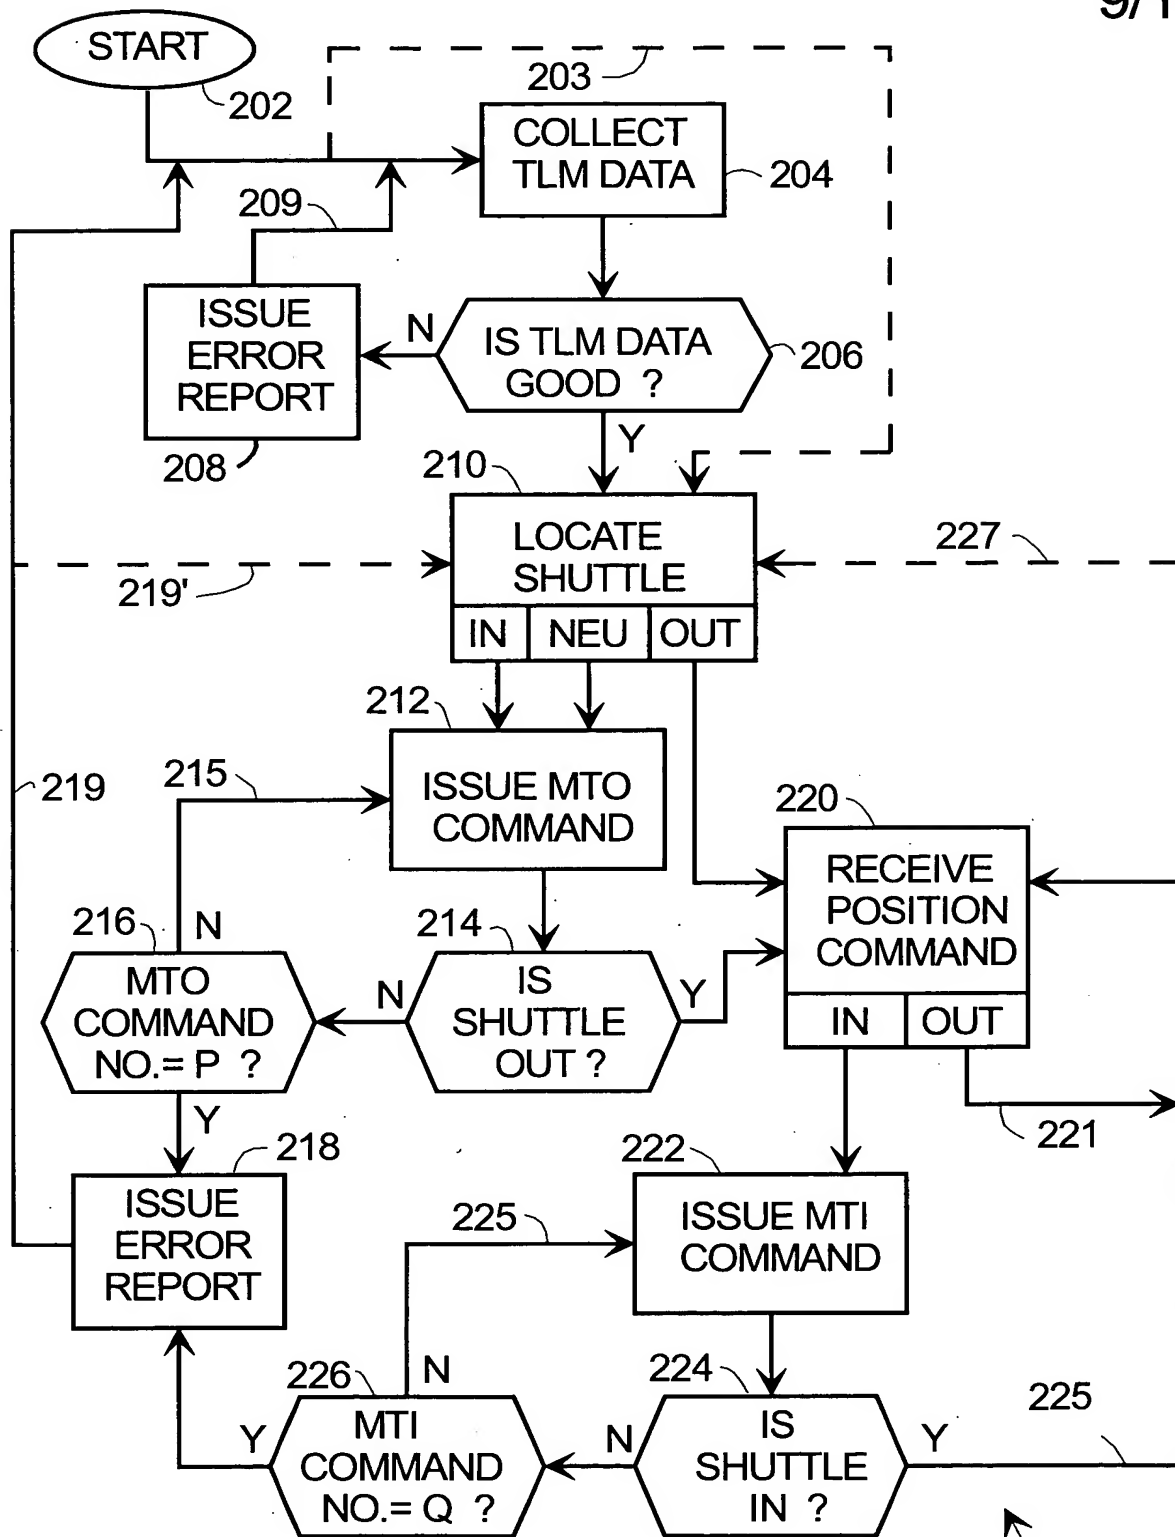 9/1
START
202
203
COLLECT
TLM DATA
204
209
ISSUE
ERROR
REPORT
208
N
IS TLM DATA
GOOD ?
206
Y
210
LOCATE
SHUTTLE
IN NEU OUT
219'
227
212
ISSUE MTO
COMMAND
215
219
220
RECEIVE
POSITION
COMMAND
IN OUT
216
N
MTO
COMMAND
NO.= P ?
N
214
IS
SHUTTLE
OUT ?
Y
221
Y
218
ISSUE
ERROR
REPORT
222
ISSUE MTI
COMMAND
225
226
N
Y
MTI
COMMAND
NO.= Q ?
N
224
IS
SHUTTLE
IN ?
Y
225